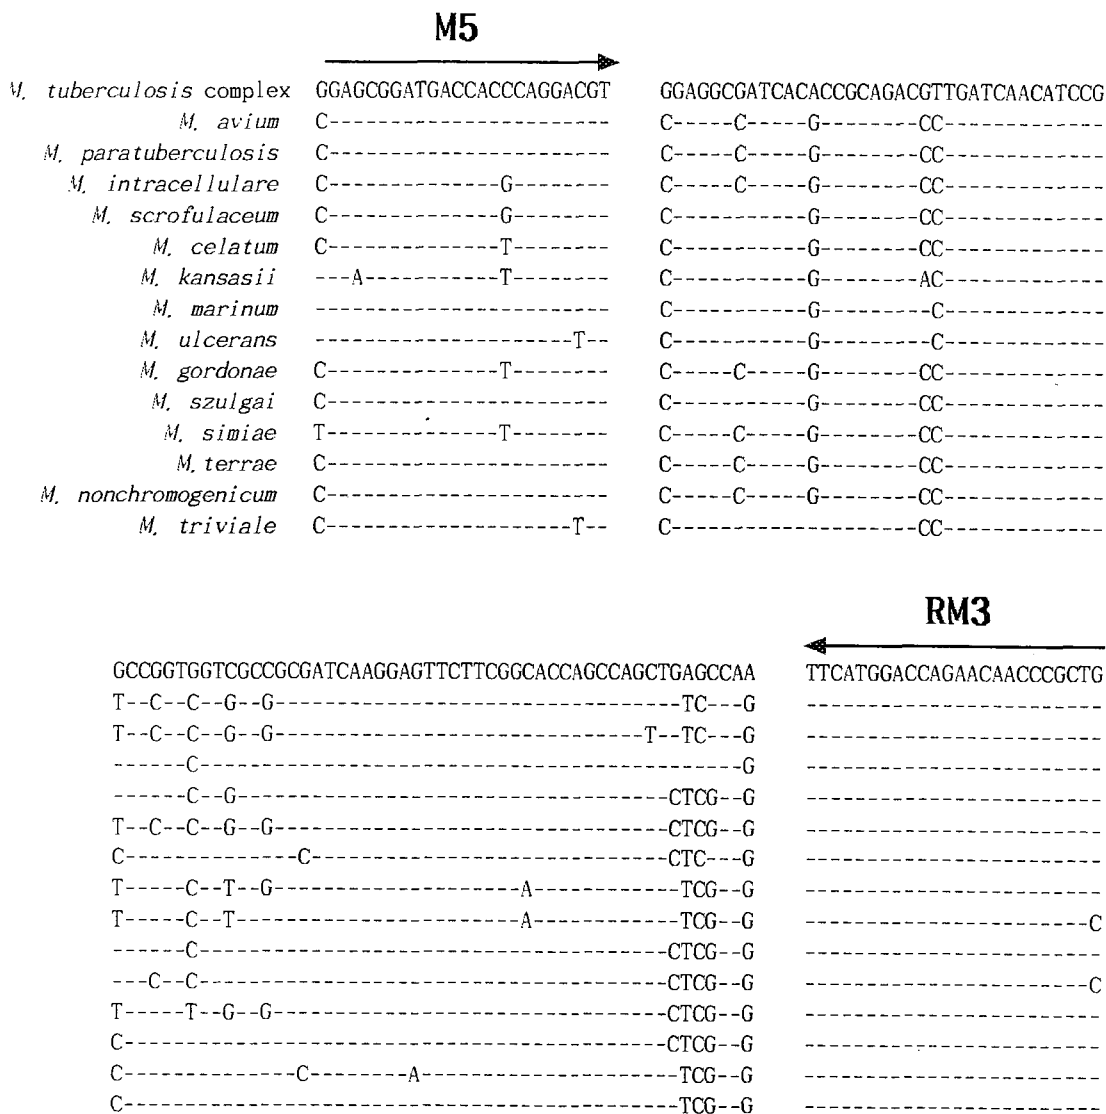 M5
M. tuberculosis complex GGAGCGGATGACCACCCAGGACGT GGAGGCGATCACACCGCAGACGTTGATCAACATCCG
M. avium C----------------------- C-----C-----G--------CC-------------
M. paratuberculosis C----------------------- C-----C-----G--------CC-------------
M. intracellulare C--------------G-------- C-----C-----G--------CC-------------
M. scrofulaceum C--------------G-------- C-----------G--------CC-------------
M. celatum C--------------T-------- C-----------G--------CC-------------
M. kansasii ---A-----------T-------- C-----------G--------AC-------------
M. marinum ------------------------ C-----------G---------C-------------
M. ulcerans ---------------------T-- C-----------G---------C-------------
M. gordonae C--------------T-------- C-----C-----G--------CC-------------
M. szulgai C----------------------- C-----------G--------CC-------------
M. simiae T--------------T-------- C-----C-----G--------CC-------------
M. terrae C----------------------- C-----C-----G--------CC-------------
M. nonchromogenicum C----------------------- C-----C-----G--------CC-------------
M. triviale C--------------------T-- C--------------------CC-------------
RM3
GCCGGTGGTCGCCGCGATCAAGGAGTTCTTCGGCACCAGCCAGCTGAGCCAA TTCATGGACCAGAACAACCCGCTG
T--C--C--G--G---------------------------------TC---G ------------------------
T--C--C--G--G------------------------------T--TC---G ------------------------
------C--------------------------------------------G ------------------------
------C--G-----------------------------------CTCG--G ------------------------
T--C--C--G--G--------------------------------CTCG--G ------------------------
C--------------C-----------------------------CTC---G ------------------------
T-----C--T--G--------------------A------------TCG--G ------------------------
T-----C--T-----------------------A------------TCG--G -----------------------C
------C--------------------------------------CTCG--G ------------------------
---C--C--------------------------------------CTCG--G -----------------------C
T-----T--G--G--------------------------------CTCG--G ------------------------
C--------------------------------------------CTCG--G ------------------------
C--------------C--------A---------------------TCG--G ------------------------
C---------------------------------------------TCG--G ------------------------